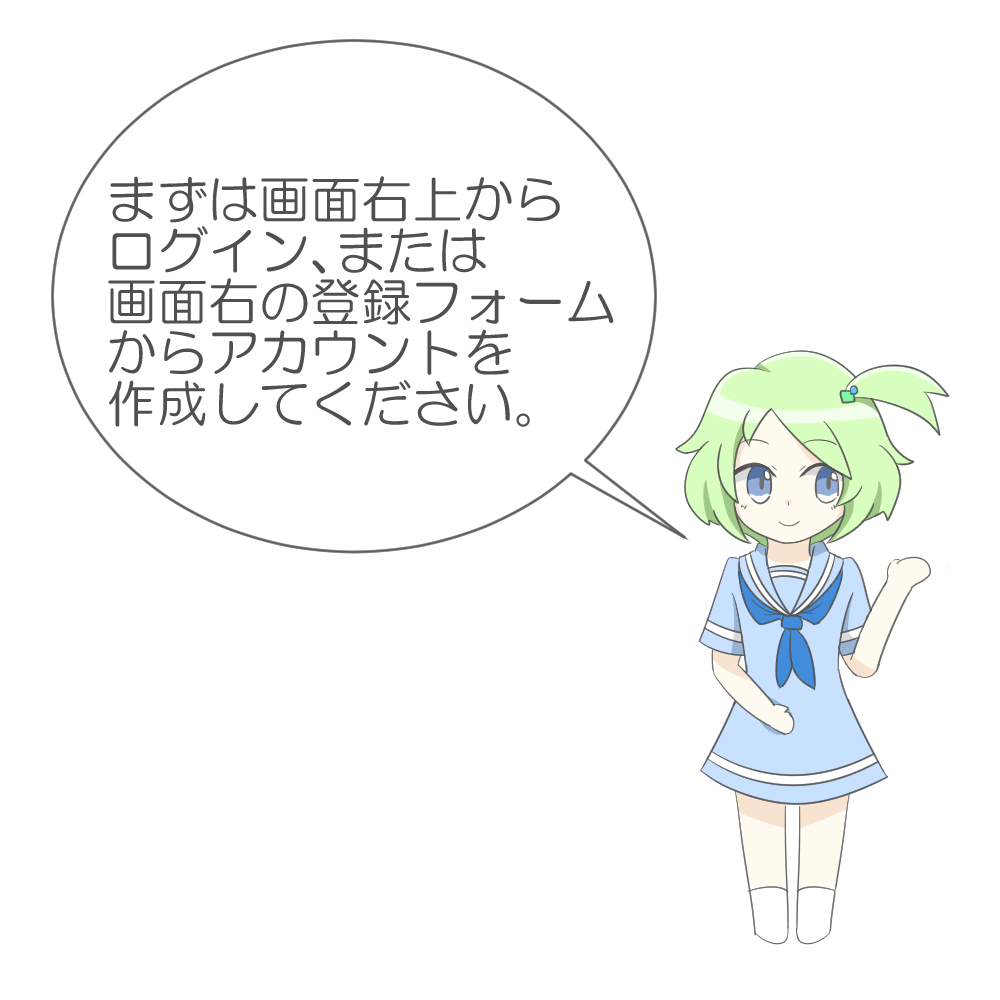 まずは画面右上から
ログイン、または
画面右の登録フォーム
からアカウントを
作成してください。